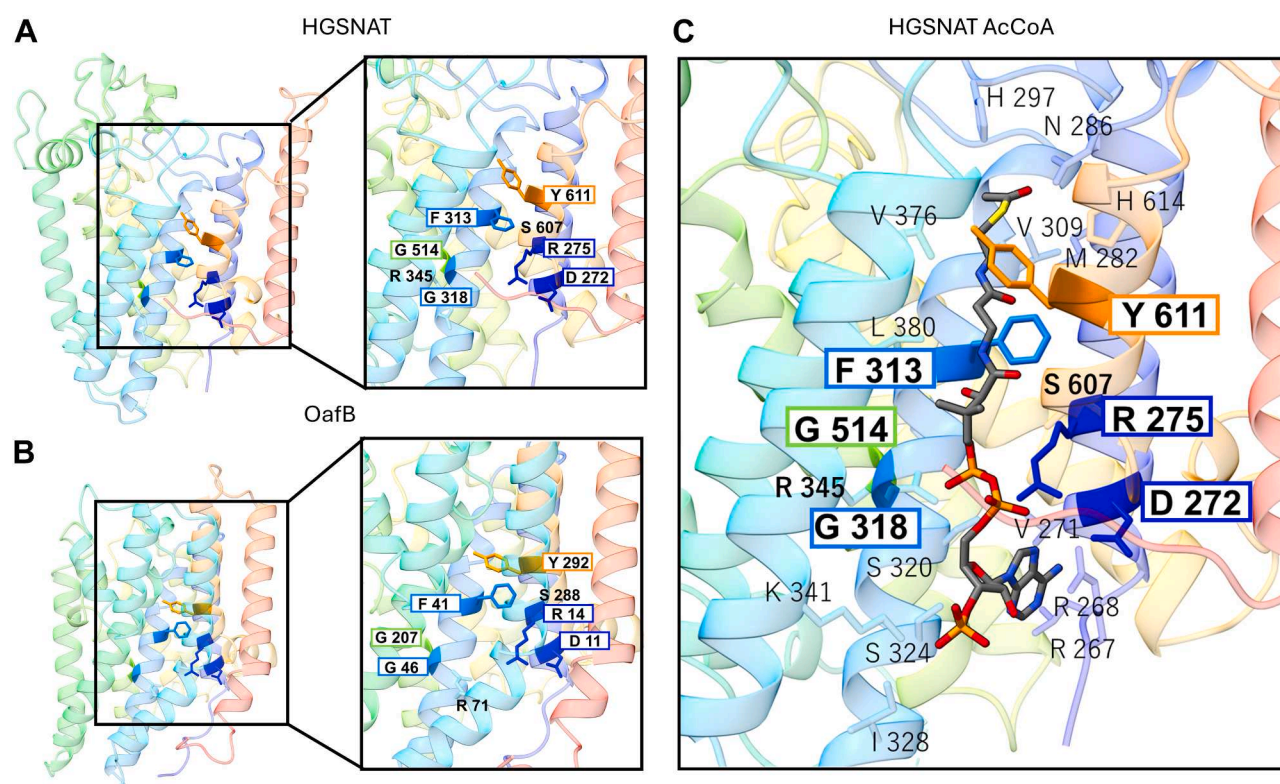 A
HGSNAT
Y 611
F 313
S 607
G 514
R 275
R 345
D 272
G 318
OafB
B
Y 292
F 41
S 288
R 14
G 207
D 11
G 46
R 71
C
HGSNAT AcCoA
H 297
N 286
H 614
V 376
V 309
M 282
Y 611
L 380
F 313
S 607
R 275
G 514
R 345
D 272
G 318
V 271
S 320
K 341
R 268
S 324
R 267
I 328